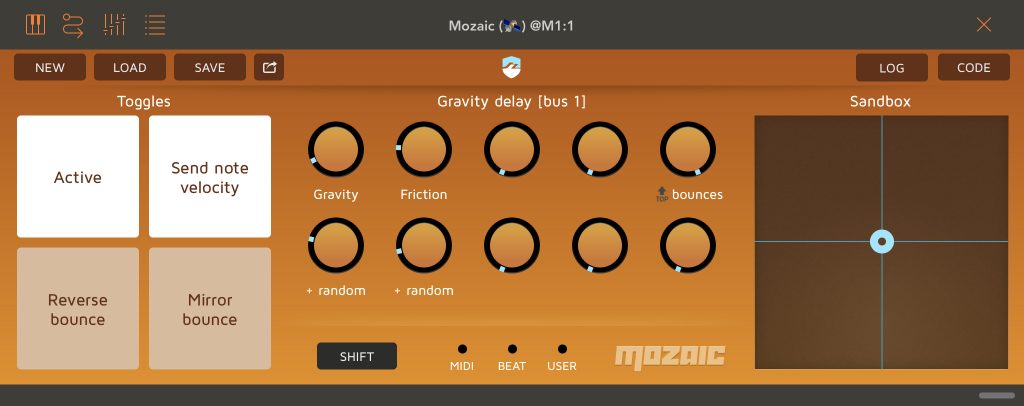 Mozaic (🛰️) @M1:1
NEW
LOAD
SAVE
LOG
CODE
Toggles
Gravity delay [bus 1]
Sandbox
Active
Send note
velocity
Reverse
bounce
Mirror
bounce
Gravity
Friction
TOP bounces
+ random
+ random
SHIFT
MIDI
BEAT
USER
MOZAIC